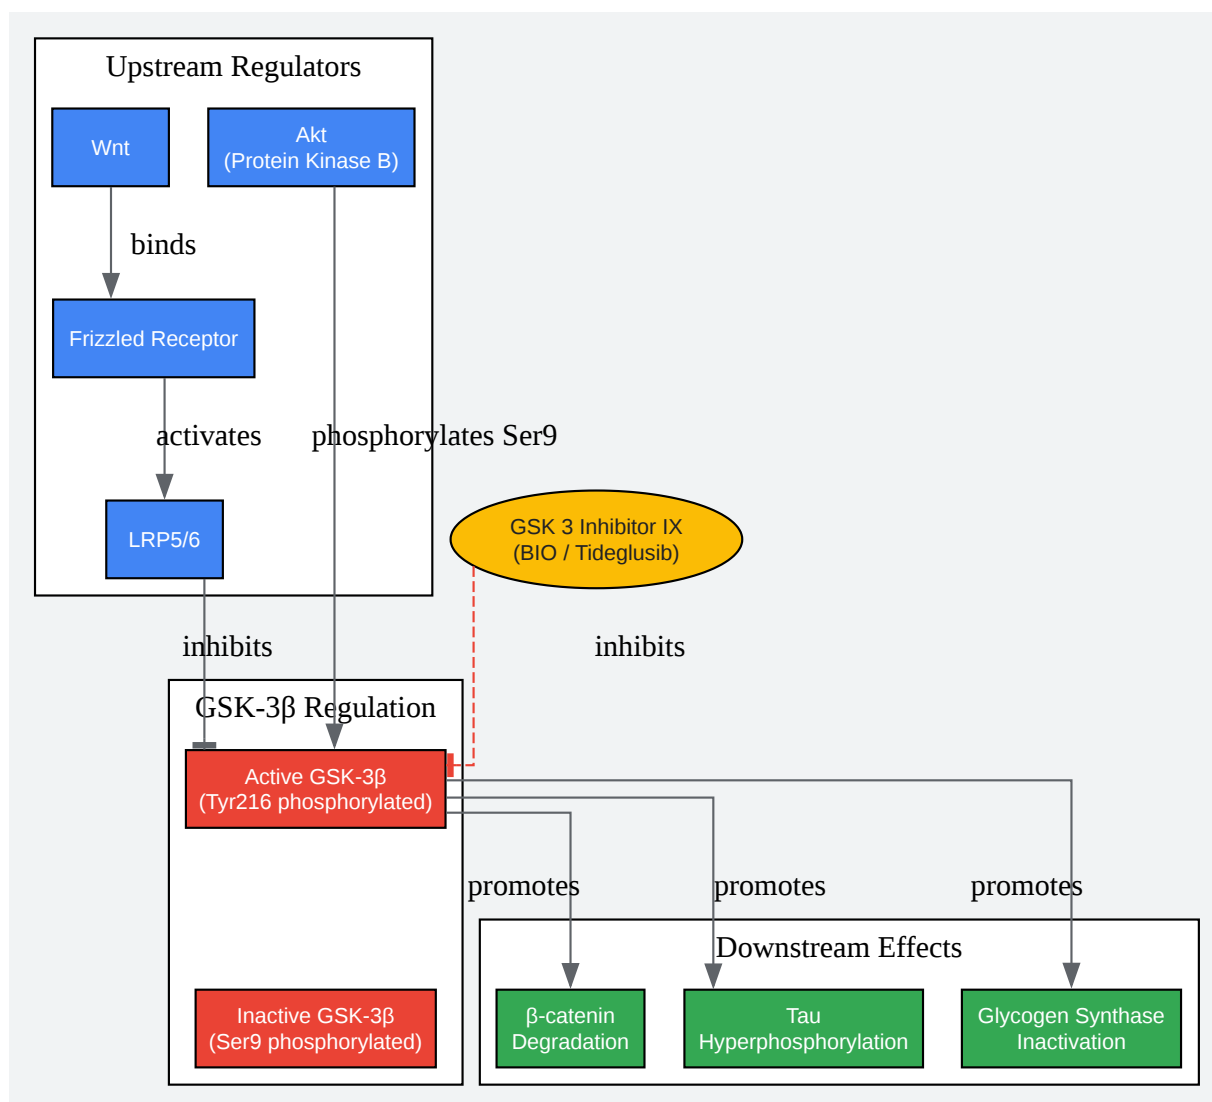 Upstream Regulators
Wnt
Akt
(Protein Kinase B)
binds
Frizzled Receptor
activates
phosphorylates Ser9
LRP5/6
GSK 3 Inhibitor IX
(BIO / Tideglusib)
inhibits
inhibits
GSK-3β Regulation
Active GSK-3β
(Tyr216 phosphorylated)
promotes
promotes
promotes
Downstream Effects
Inactive GSK-3β
(Ser9 phosphorylated)
β-catenin
Degradation
Tau
Hyperphosphorylation
Glycogen Synthase
Inactivation